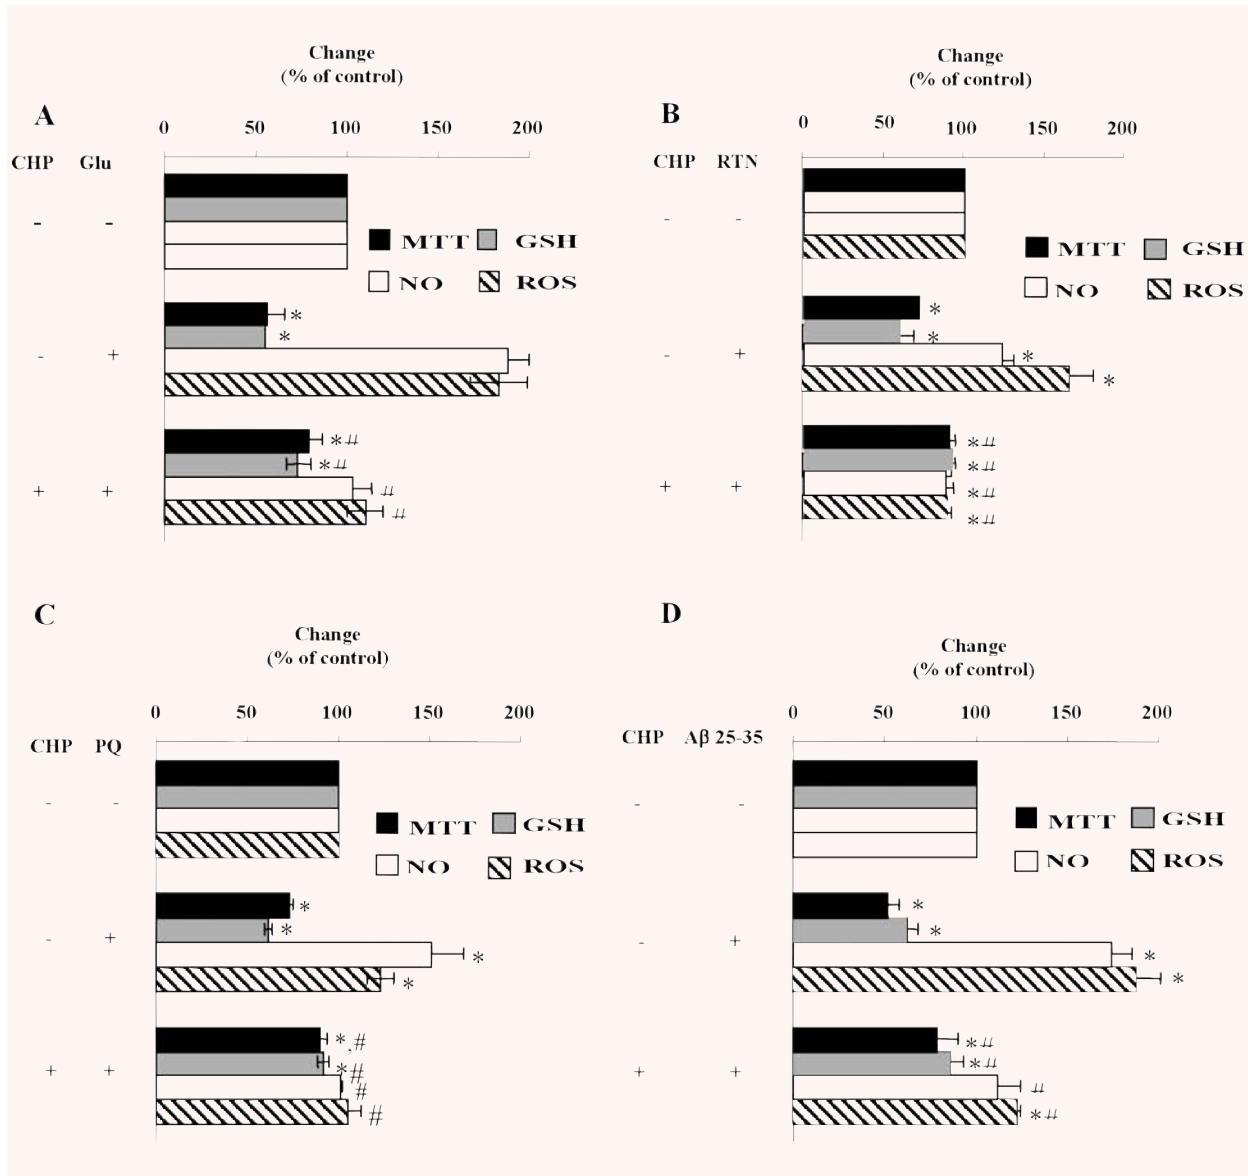 Change
(% of control)
A
0 50 100 150 200
CHP Glu
- -
MTT GSH
NO ROS
*
- + *
*#
*#
+ + #
#
Change
(% of control)
B
0 50 100 150 200
CHP RTN
- -
MTT GSH
NO ROS
*
*
- + *
*
*#
*#
+ + *#
*#
C
Change
(% of control)
0 50 100 150 200
CHP PQ
- -
MTT GSH
NO ROS
*
*
- +
*
*
*,#
*#
+ + #
#
D
Change
(% of control)
0 50 100 150 200
CHP Aβ 25-35
- -
MTT GSH
NO ROS
*
*
- +
*
*
*#
*#
+ +
#
*#